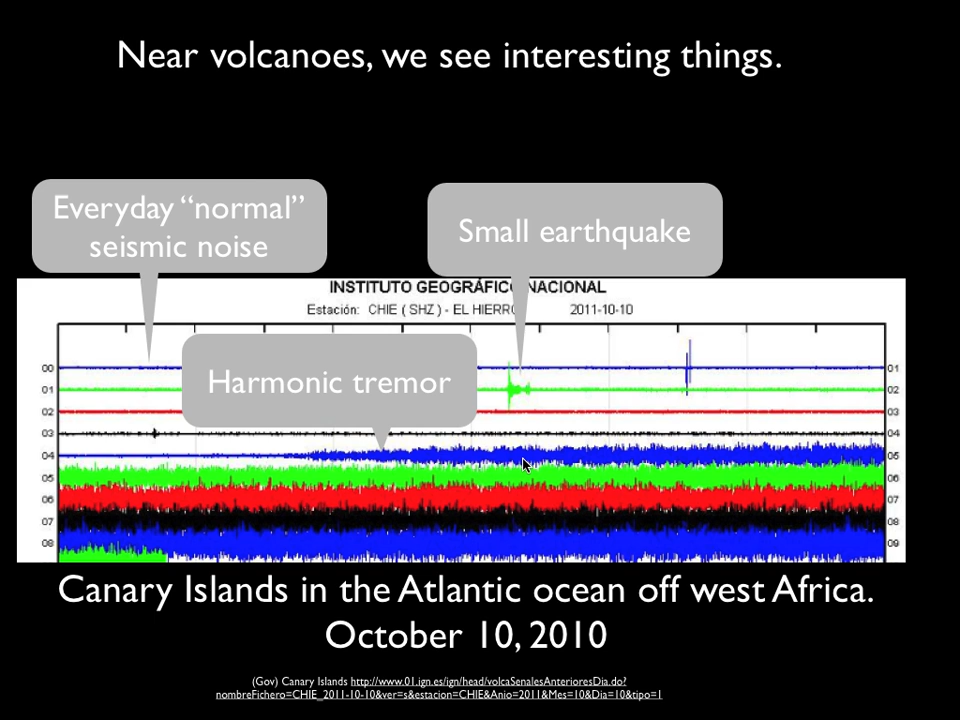 Near volcanoes, we see interesting things.
Everyday “normal”
seismic noise
Small earthquake
INSTITUTO GEOGRÁFICO NACIONAL
Estación: CHIE ( SHZ ) - EL HIERRO 2011-10-10
Harmonic tremor
00 01
01 02
02 03
03 04
04 05
05 06
06 07
07 08
08 09
Canary Islands in the Atlantic ocean off west Africa.
October 10, 2010
(Gov) Canary Islands http://www.01.ign.es/ign/head/volcaSenalesAnterioresDia.do?
nombreFichero=CHIE_2011-10-10&ver=s&estacion=CHIE&Anio=2011&Mes=10&Dia=10&tipo=1